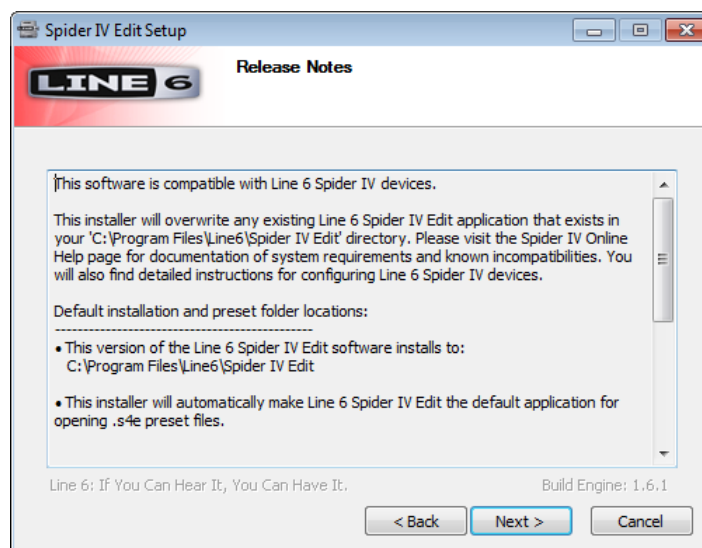 Spider IV Edit Setup
LINE 6
Release Notes
This software is compatible with Line 6 Spider IV devices.
This installer will overwrite any existing Line 6 Spider IV Edit application that exists in
your 'C:\Program Files\Line6\Spider IV Edit' directory. Please visit the Spider IV Online
Help page for documentation of system requirements and known incompatibilities. You
will also find detailed instructions for configuring Line 6 Spider IV devices.
Default installation and preset folder locations:
----------------------------------------------
• This version of the Line 6 Spider IV Edit software installs to:
C:\Program Files\Line6\Spider IV Edit
• This installer will automatically make Line 6 Spider IV Edit the default application for
opening .s4e preset files.
Line 6: If You Can Hear It, You Can Have It.
Build Engine: 1.6.1
< Back
Next >
Cancel